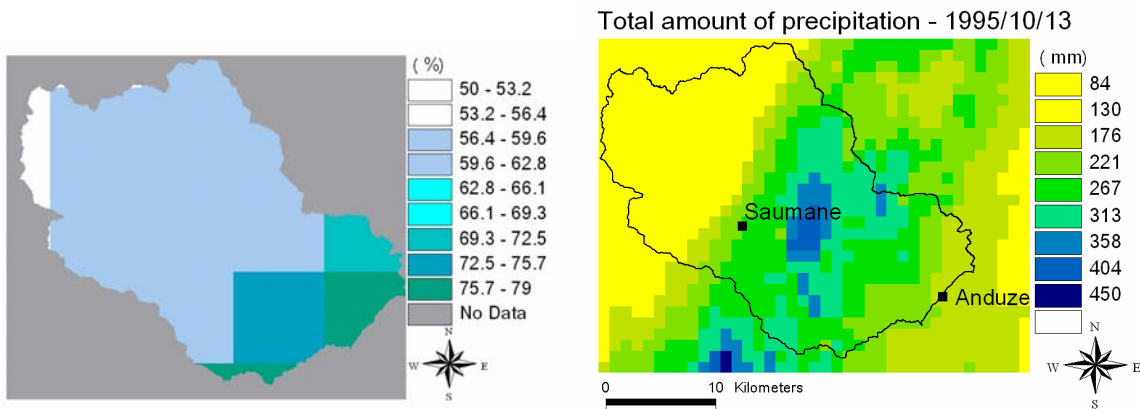 ( %)
50 - 53.2
53.2 - 56.4
56.4 - 59.6
59.6 - 62.8
62.8 - 66.1
66.1 - 69.3
69.3 - 72.5
72.5 - 75.7
75.7 - 79
No Data
N
W E
S
Total amount of precipitation - 1995/10/13
( mm)
84
130
176
221
267
313
358
404
450
Saumane
Anduze
0 10 Kilometers
N
W E
S